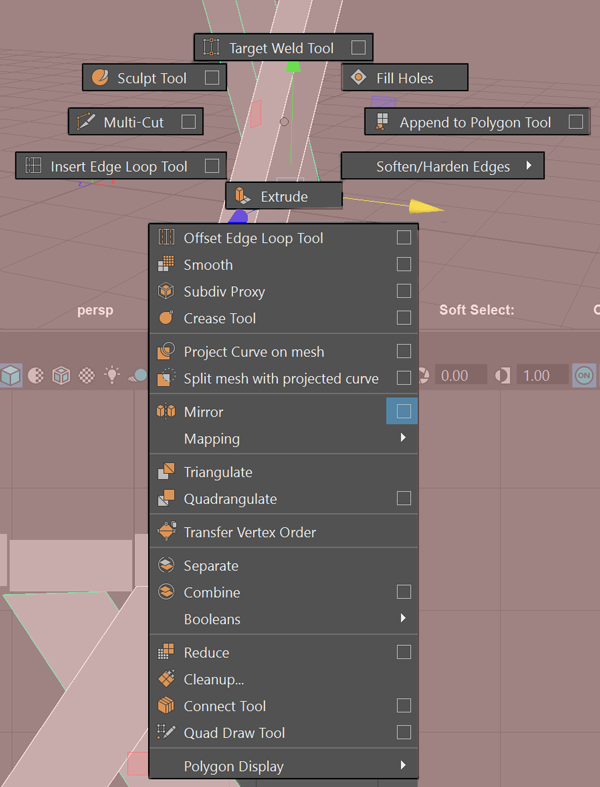 Target Weld Tool
Sculpt Tool
Fill Holes
Multi-Cut
Append to Polygon Tool
Insert Edge Loop Tool
Soften/Harden Edges
Extrude
Offset Edge Loop Tool
Smooth
Subdiv Proxy
persp
Soft Select:
Crease Tool
Project Curve on mesh
Split mesh with projected curve
0.00
1.00
ON
Mirror
Mapping
Triangulate
Quadrangulate
Transfer Vertex Order
Separate
Combine
Booleans
Reduce
Cleanup...
Connect Tool
Quad Draw Tool
Polygon Display